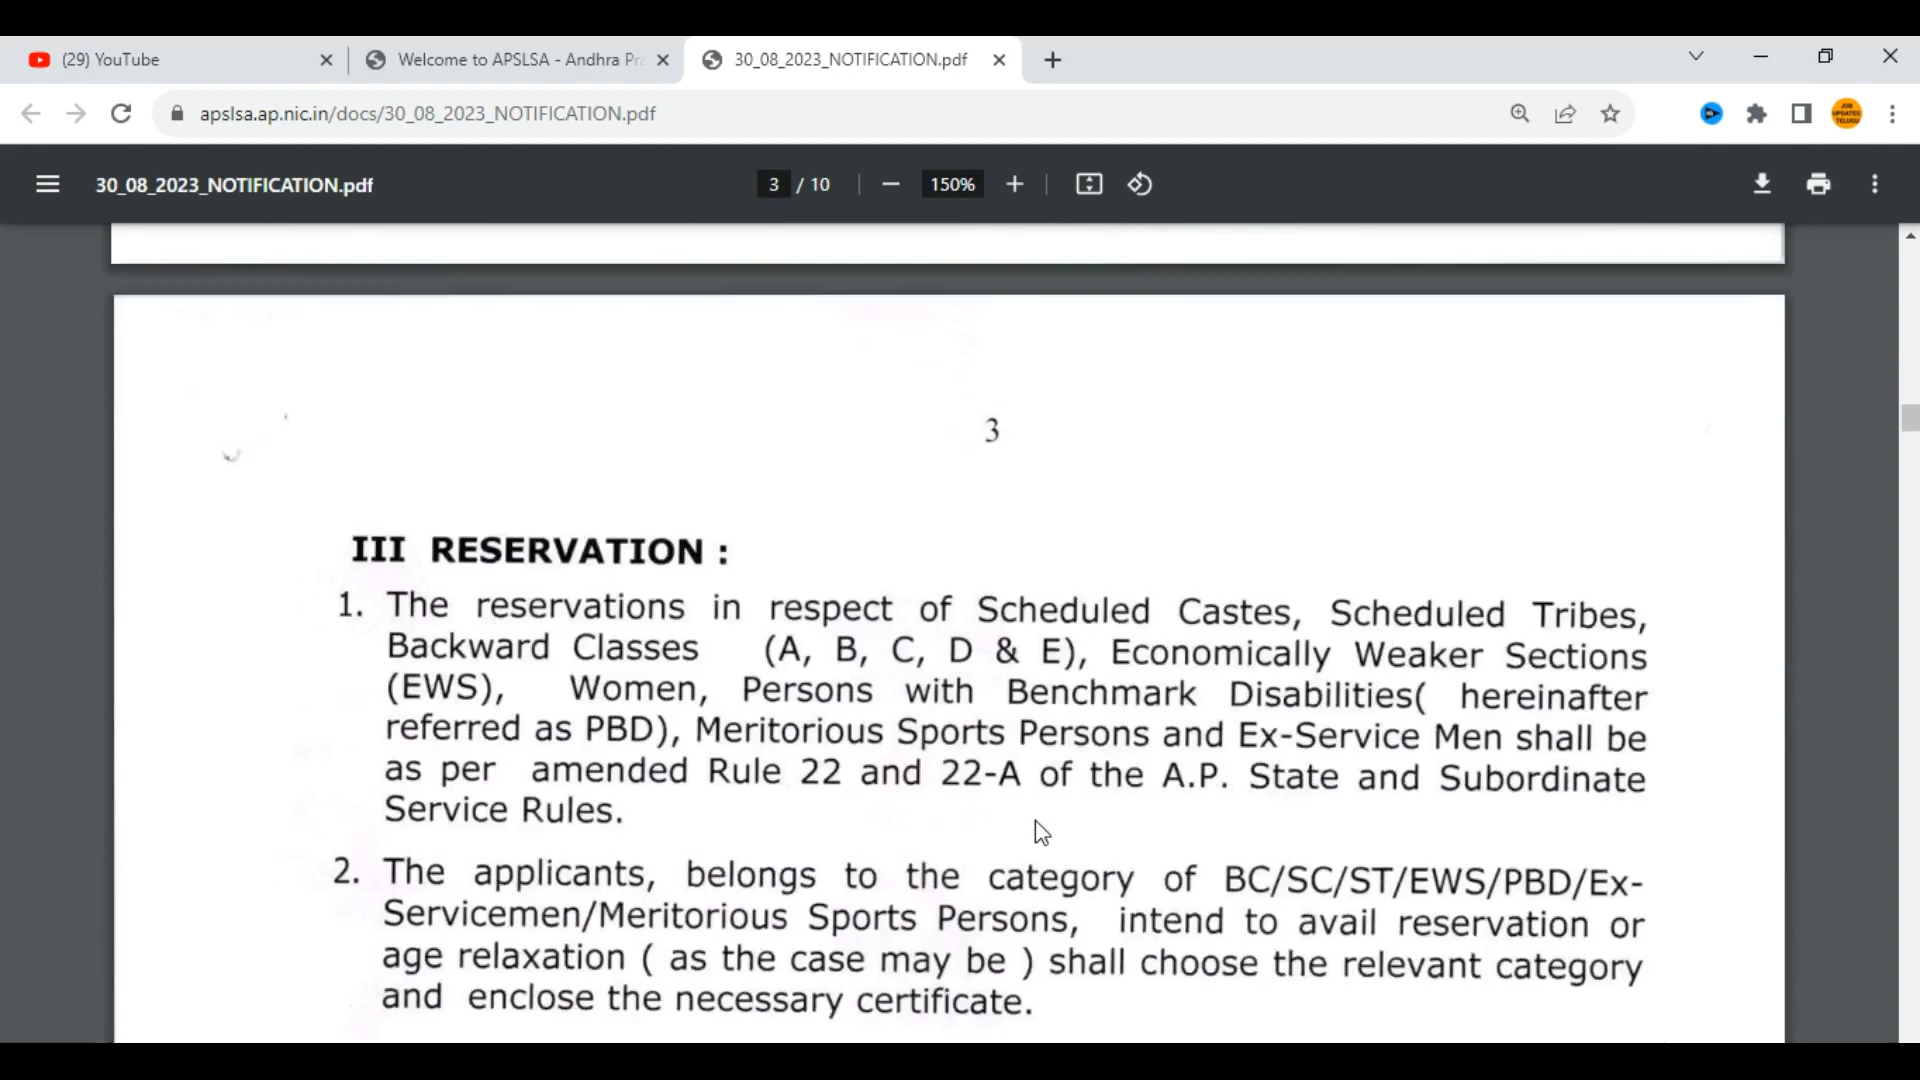 (29) YouTube
Welcome to APSLSA - Andhra Pr
30_08_2023_NOTIFICATION.pdf
apslsa.ap.nic.in/docs/30_08_2023_NOTIFICATION.pdf
JOB UPDATES TELUGU
30_08_2023_NOTIFICATION.pdf
3 / 10
150%
3
III RESERVATION :
1. The reservations in respect of Scheduled Castes, Scheduled Tribes,
Backward Classes (A, B, C, D & E), Economically Weaker Sections
(EWS), Women, Persons with Benchmark Disabilities( hereinafter
referred as PBD), Meritorious Sports Persons and Ex-Service Men shall be
as per amended Rule 22 and 22-A of the A.P. State and Subordinate
Service Rules.
2. The applicants, belongs to the category of BC/SC/ST/EWS/PBD/Ex-
Servicemen/Meritorious Sports Persons, intend to avail reservation or
age relaxation ( as the case may be ) shall choose the relevant category
and enclose the necessary certificate.